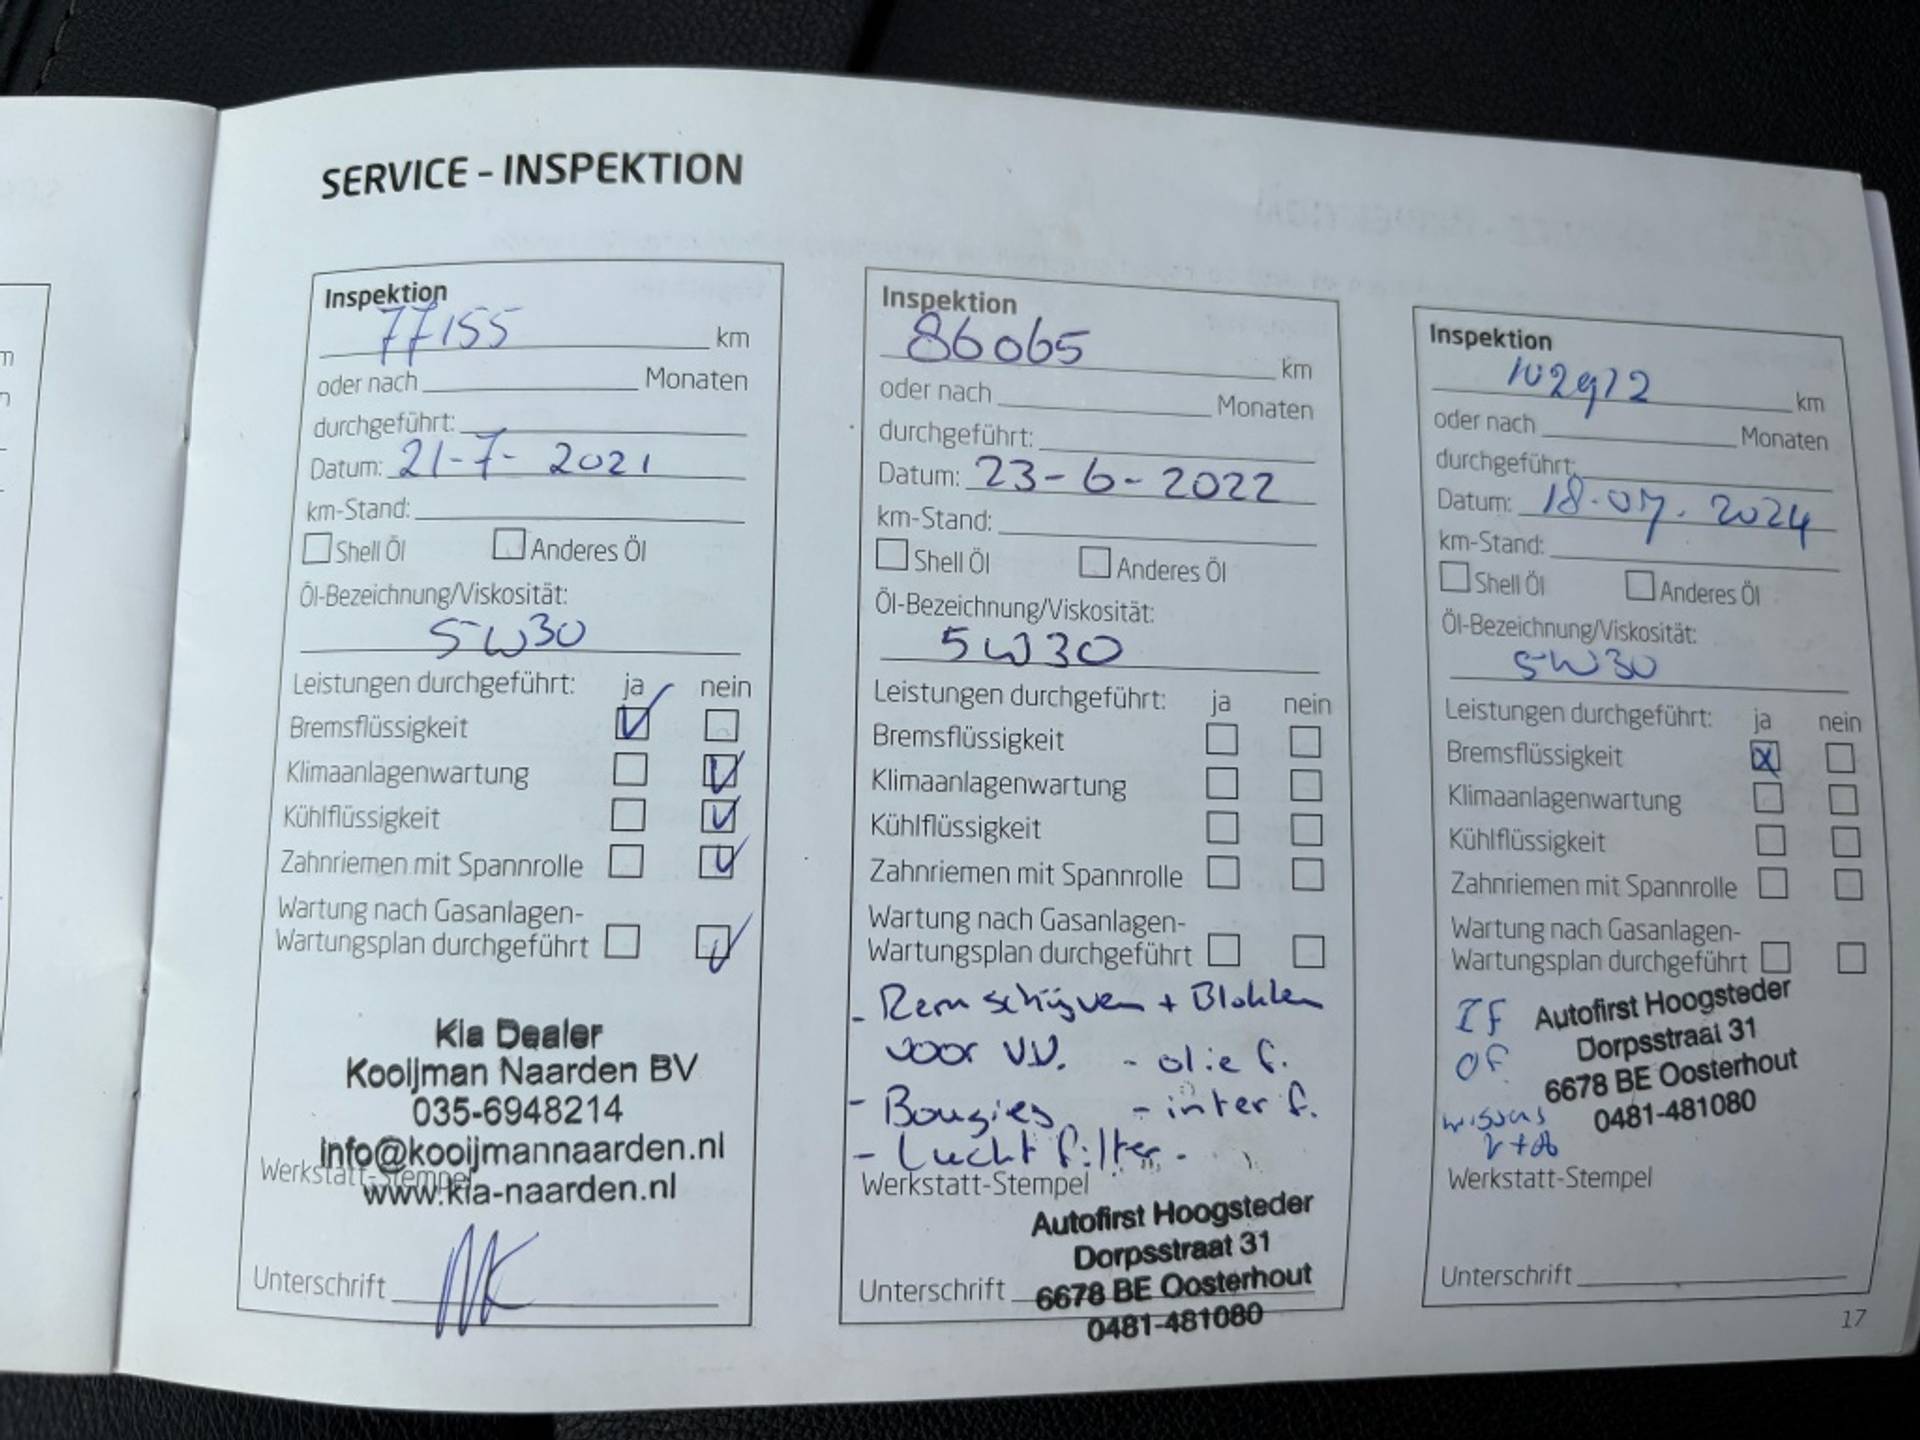 SERVICE - INSPEKTION
Inspektion
77155 km
oder nach Monaten
durchgeführt:
Datum: 21-7-2021
km-Stand:
Shell Öl Anderes Öl
Öl-Bezeichnung/Viskosität:
5W30
Leistungen durchgeführt: ja nein
Bremsflüssigkeit
Klimaanlagenwartung
Kühlflüssigkeit
Zahnriemen mit Spannrolle
Wartung nach Gasanlagen-
Wartungsplan durchgeführt
Kia Dealer
Kooijman Naarden BV
035-6948214
info@kooijmannaarden.nl
Werkstatt-Stempel
www.kia-naarden.nl
Unterschrift
Inspektion
86065 km
oder nach Monaten
durchgeführt:
Datum: 23-6-2022
km-Stand:
Shell Öl Anderes Öl
Öl-Bezeichnung/Viskosität:
5W30
Leistungen durchgeführt: ja nein
Bremsflüssigkeit
Klimaanlagenwartung
Kühlflüssigkeit
Zahnriemen mit Spannrolle
Wartung nach Gasanlagen-
Wartungsplan durchgeführt
- Remschijven + Blokken
voor V.V. - olie f.
- Bougies - inter f.
- Luchtfilter.
Werkstatt-Stempel
Autofirst Hoogsteder
Dorpsstraat 31
Unterschrift 6678 BE Oosterhout
0481-481080
Inspektion
102972 km
oder nach Monaten
durchgeführt:
Datum: 18-07-2024
km-Stand:
Shell Öl Anderes Öl
Öl-Bezeichnung/Viskosität:
5W30
Leistungen durchgeführt: ja nein
Bremsflüssigkeit
Klimaanlagenwartung
Kühlflüssigkeit
Zahnriemen mit Spannrolle
Wartung nach Gasanlagen-
Wartungsplan durchgeführt
IF Autofirst Hoogsteder
OF Dorpsstraat 31
6678 BE Oosterhout
0481-481080
Werkstatt-Stempel
Unterschrift
17